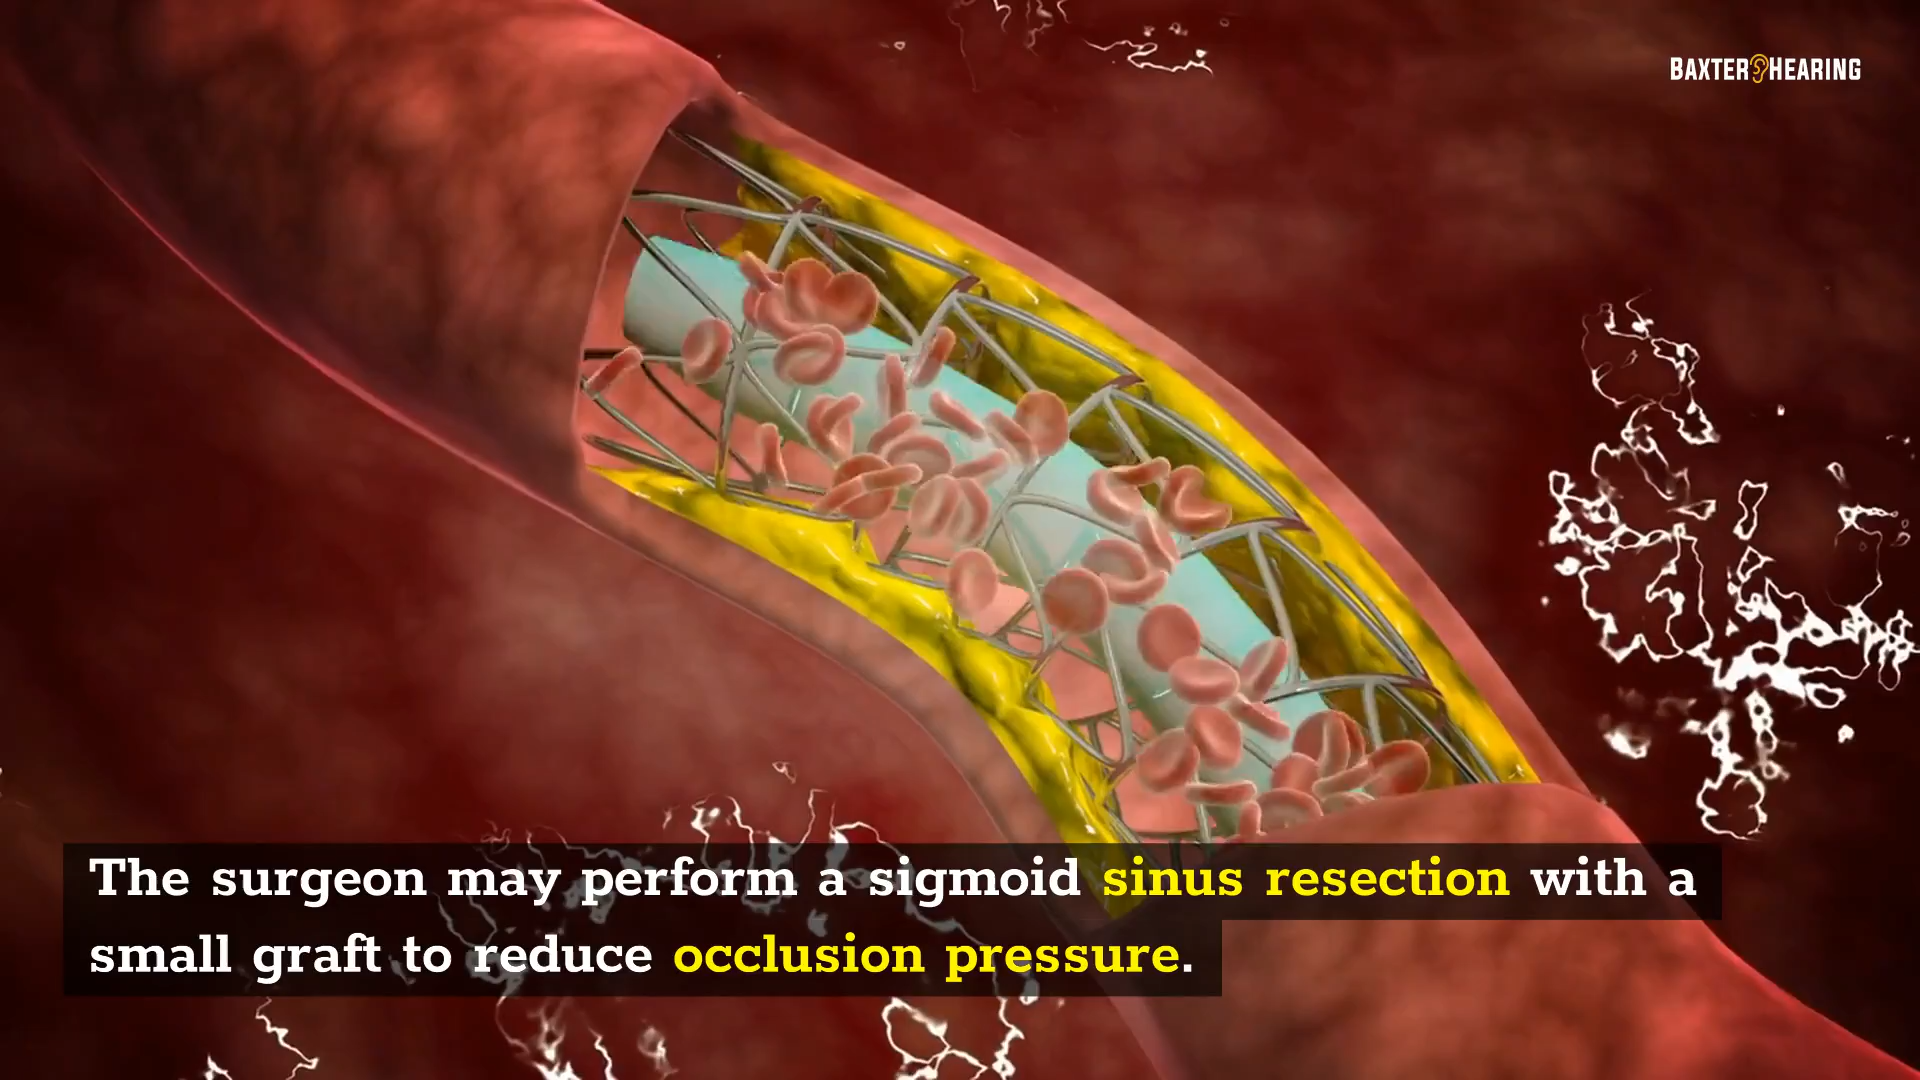 BAXTER HEARING
The surgeon may perform a sigmoid sinus resection with a
small graft to reduce occlusion pressure.